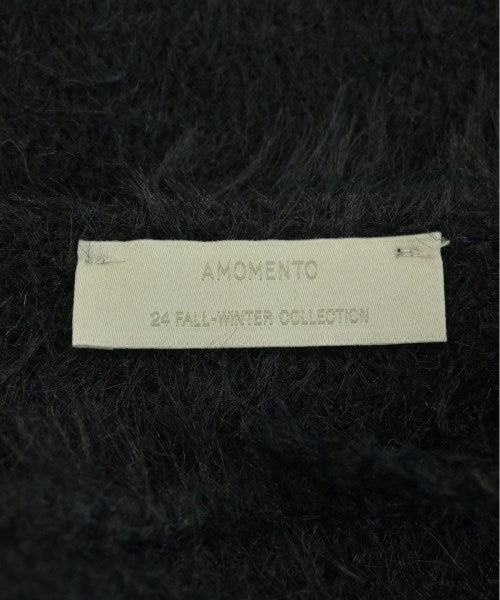 AMOMENTO
24 FALL-WINTER COLLECTION